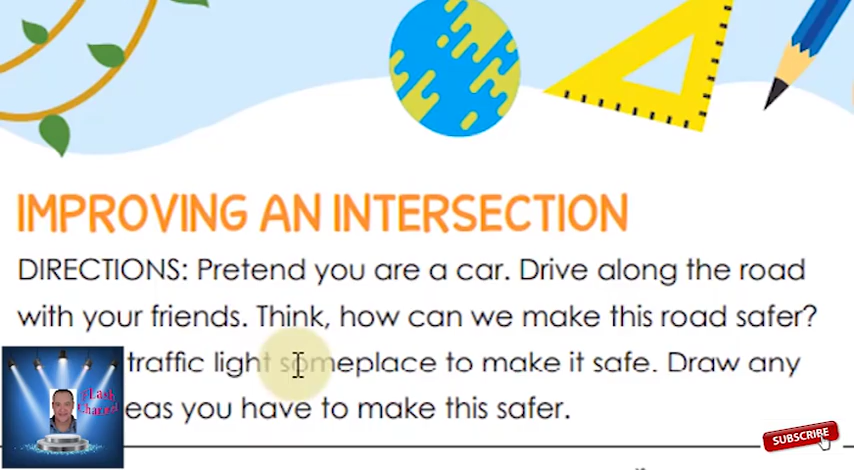 IMPROVING AN INTERSECTION
DIRECTIONS: Pretend you are a car. Drive along the road
with your friends. Think, how can we make this road safer?
traffic light someplace to make it safe. Draw any
eas you have to make this safer.
fLash
Channel
SUBSCRIBE